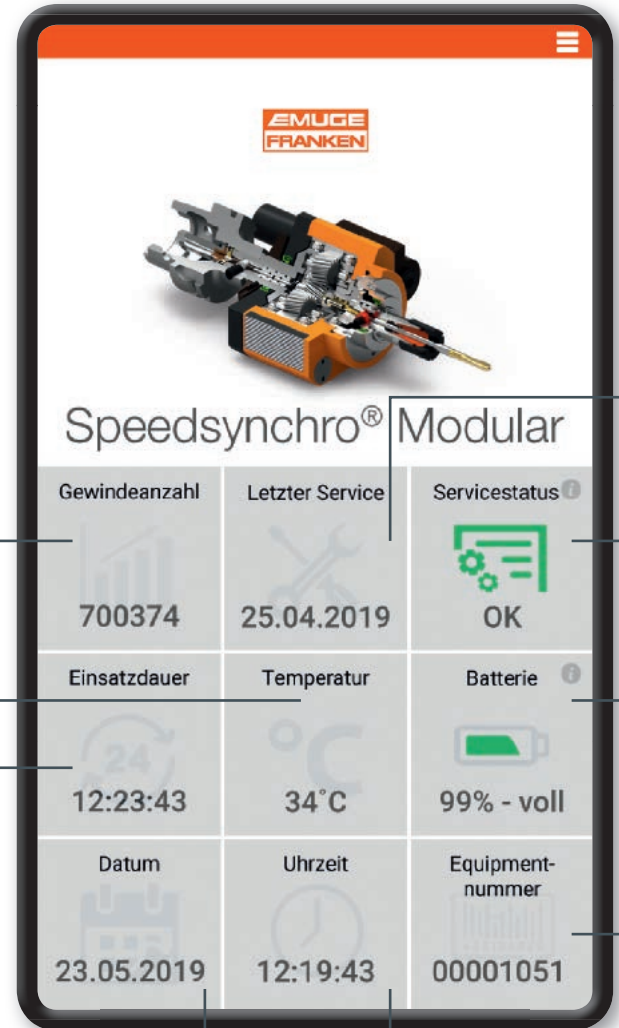 EMUGE
FRANKEN
Speedsynchro® Modular
Gewindeanzahl
700374
Letzter Service
25.04.2019
Servicestatus
OK
Einsatzdauer
24
12:23:43
Temperatur
°C
34°C
Batterie
99% - voll
Datum
23.05.2019
Uhrzeit
12:19:43
Equipment-
nummer
00001051